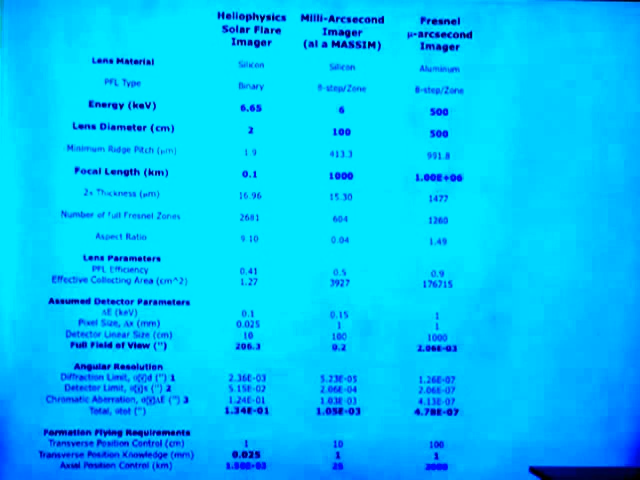 Heliophysics Solar Flare Imager Milli-Arcsecond Imager (al a MASSIM) Fresnel μ-arcsecond Imager
Lens Material Silicon Silicon Aluminum
PFL Type Binary 8-step/Zone 8-step/Zone
Energy (keV) 6.65 6 500
Lens Diameter (cm) 2 100 500
Minimum Ridge Pitch (μm) 1.9 413.3 991.8
Focal Length (km) 0.1 1000 1.00E+06
2π Thickness (μm) 16.96 15.30 1477
Number of full Fresnel Zones 2681 604 1260
Aspect Ratio 9.10 0.04 1.49
Lens Parameters
PFL Efficiency 0.41 0.5 0.9
Effective Collecting Area (cm^2) 1.27 3927 176715
Assumed Detector Parameters
ΔE (keV) 0.1 0.15 1
Pixel Size, Δx (mm) 0.025 1 1
Detector Linear Size (cm) 10 100 1000
Full Field of View (") 206.3 0.2 2.06E-03
Angular Resolution
Diffraction Limit, (") 1 2.36E-03 5.23E-05 1.26E-07
Detector Limit, (") 2 5.15E-02 2.06E-04 2.06E-07
Chromatic Aberration, (") 3 1.24E-01 1.03E-03 4.13E-07
Total, σtot (") 1.34E-01 1.05E-03 4.78E-07
Formation Flying Requirements
Transverse Position Control (cm) 1 10 100
Transverse Position Knowledge (mm) 0.025 1 1
Axial Position Control (km) 25 2000